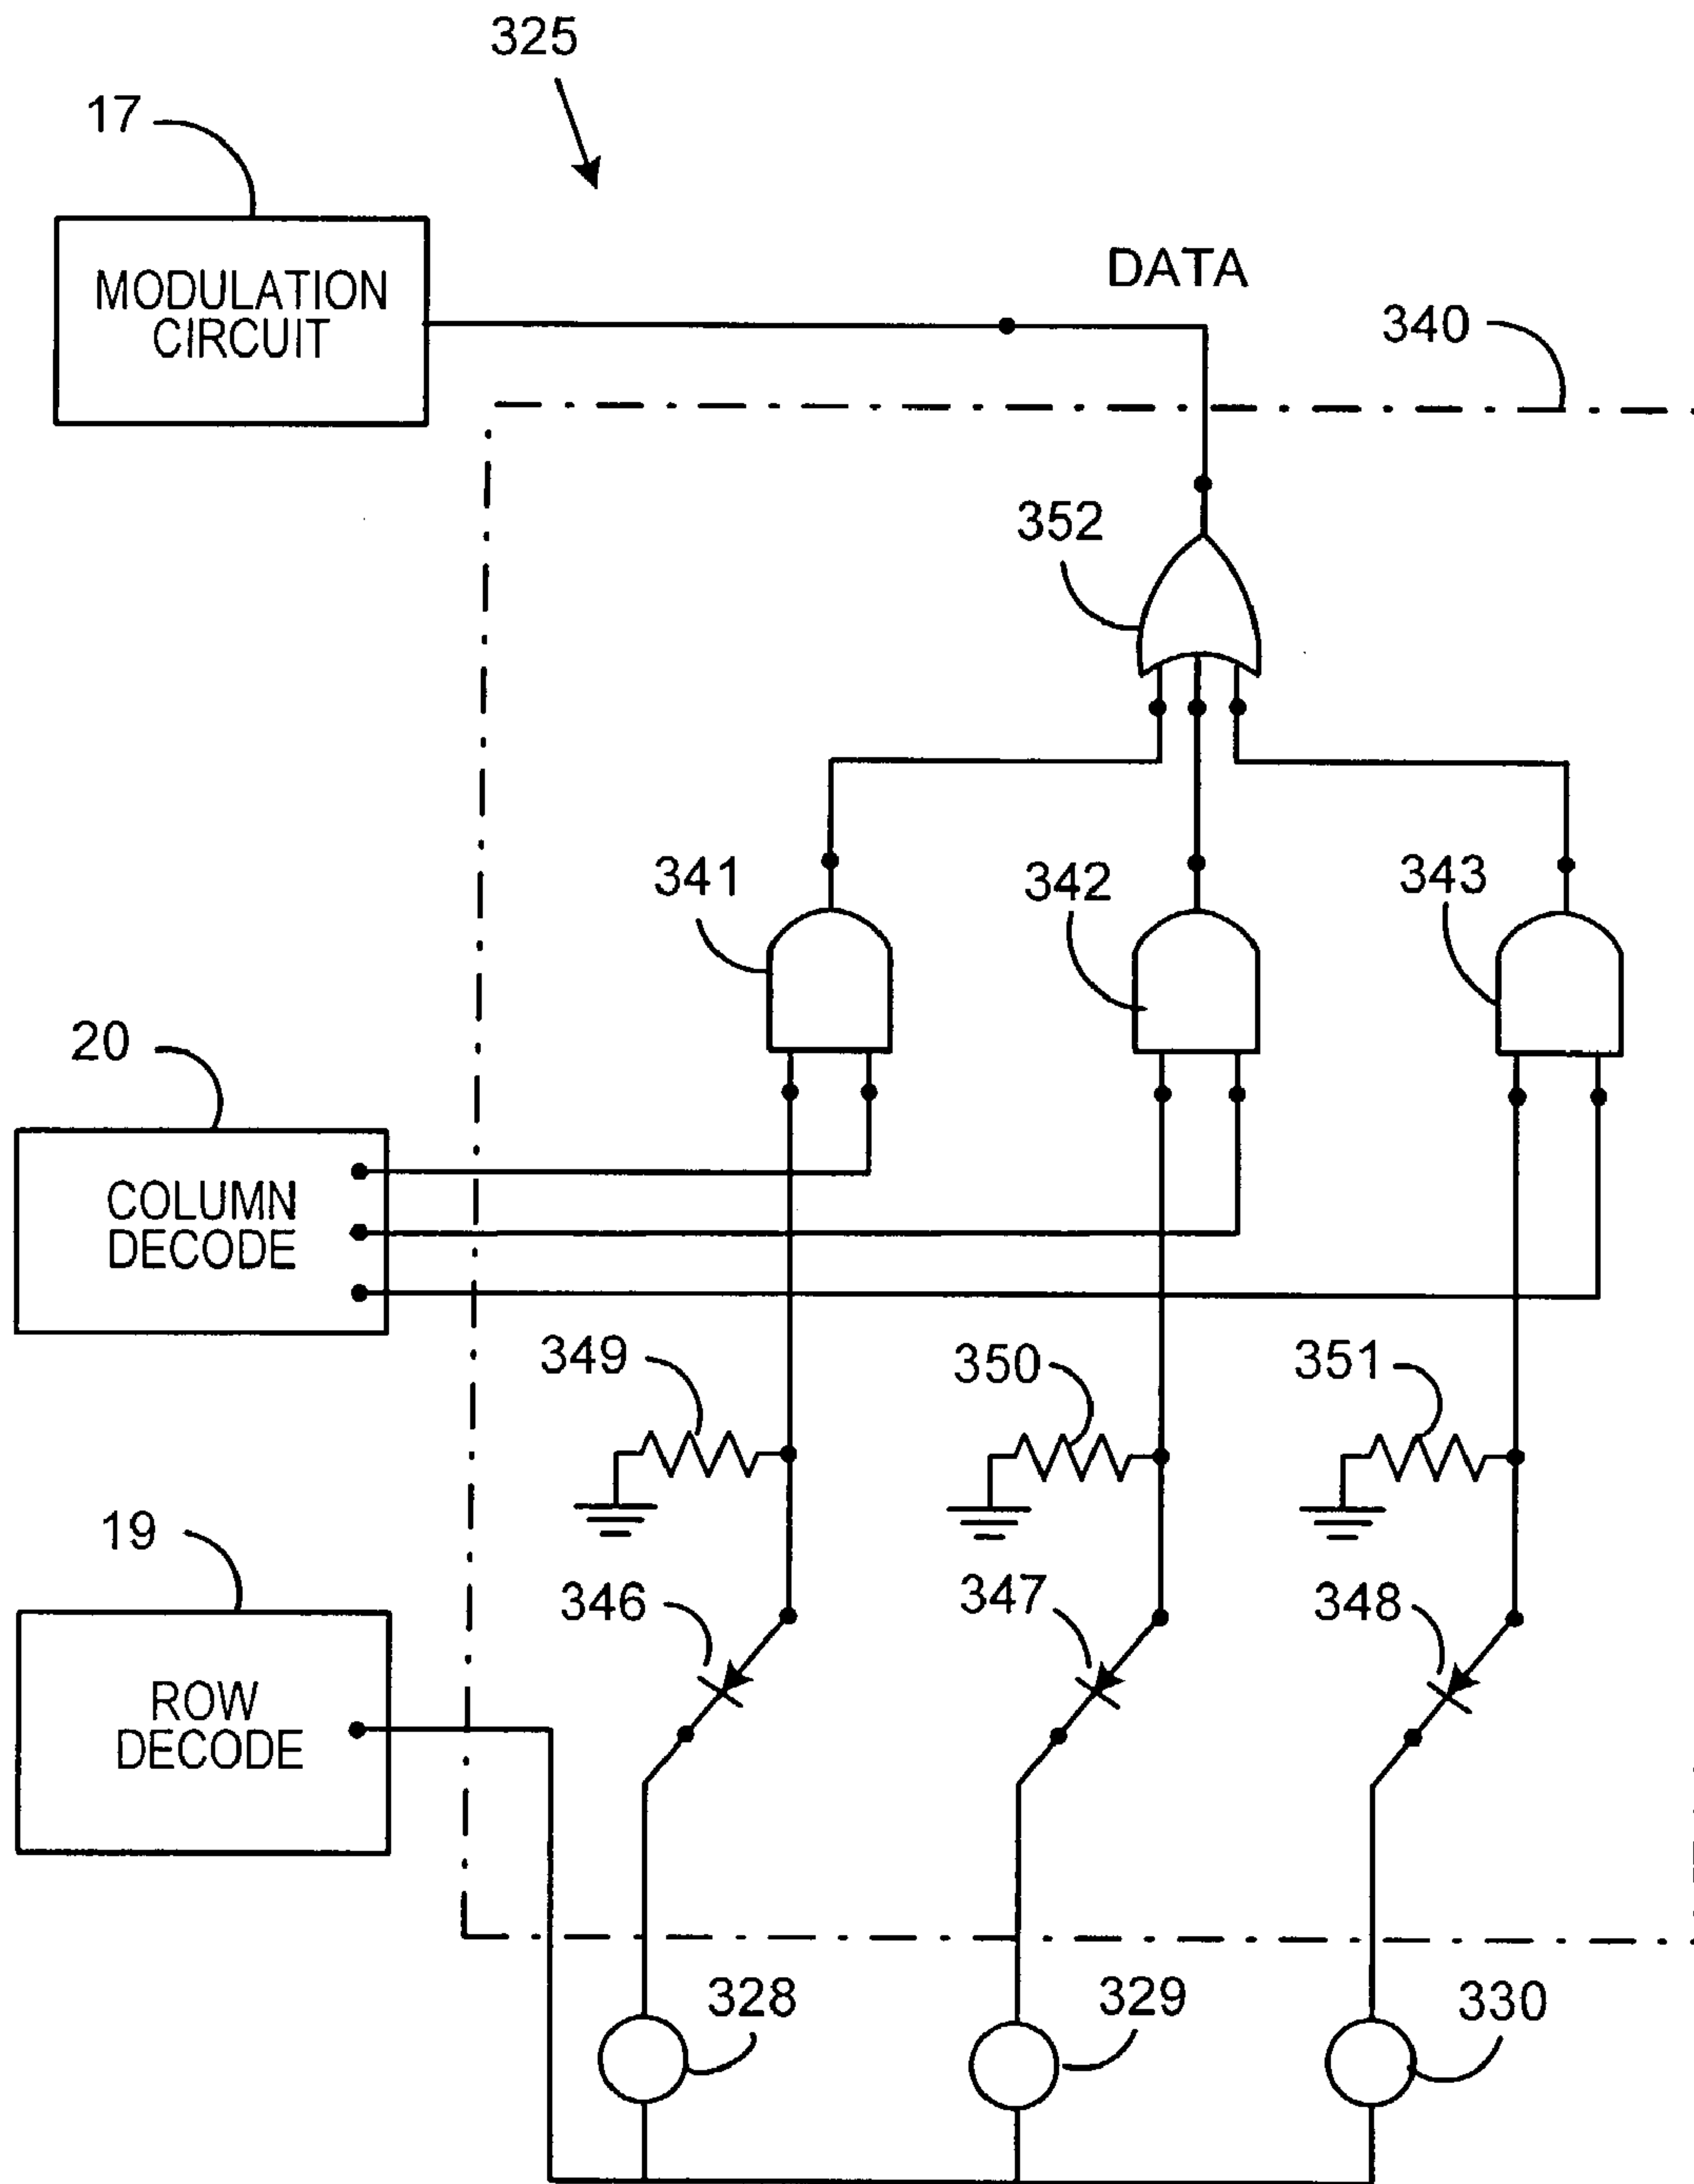 325
17
MODULATION
CIRCUIT
DATA
340
352
341
342
343
20
COLUMN
DECODE
349
350
351
19
346
347
348
ROW
DECODE
328
329
330